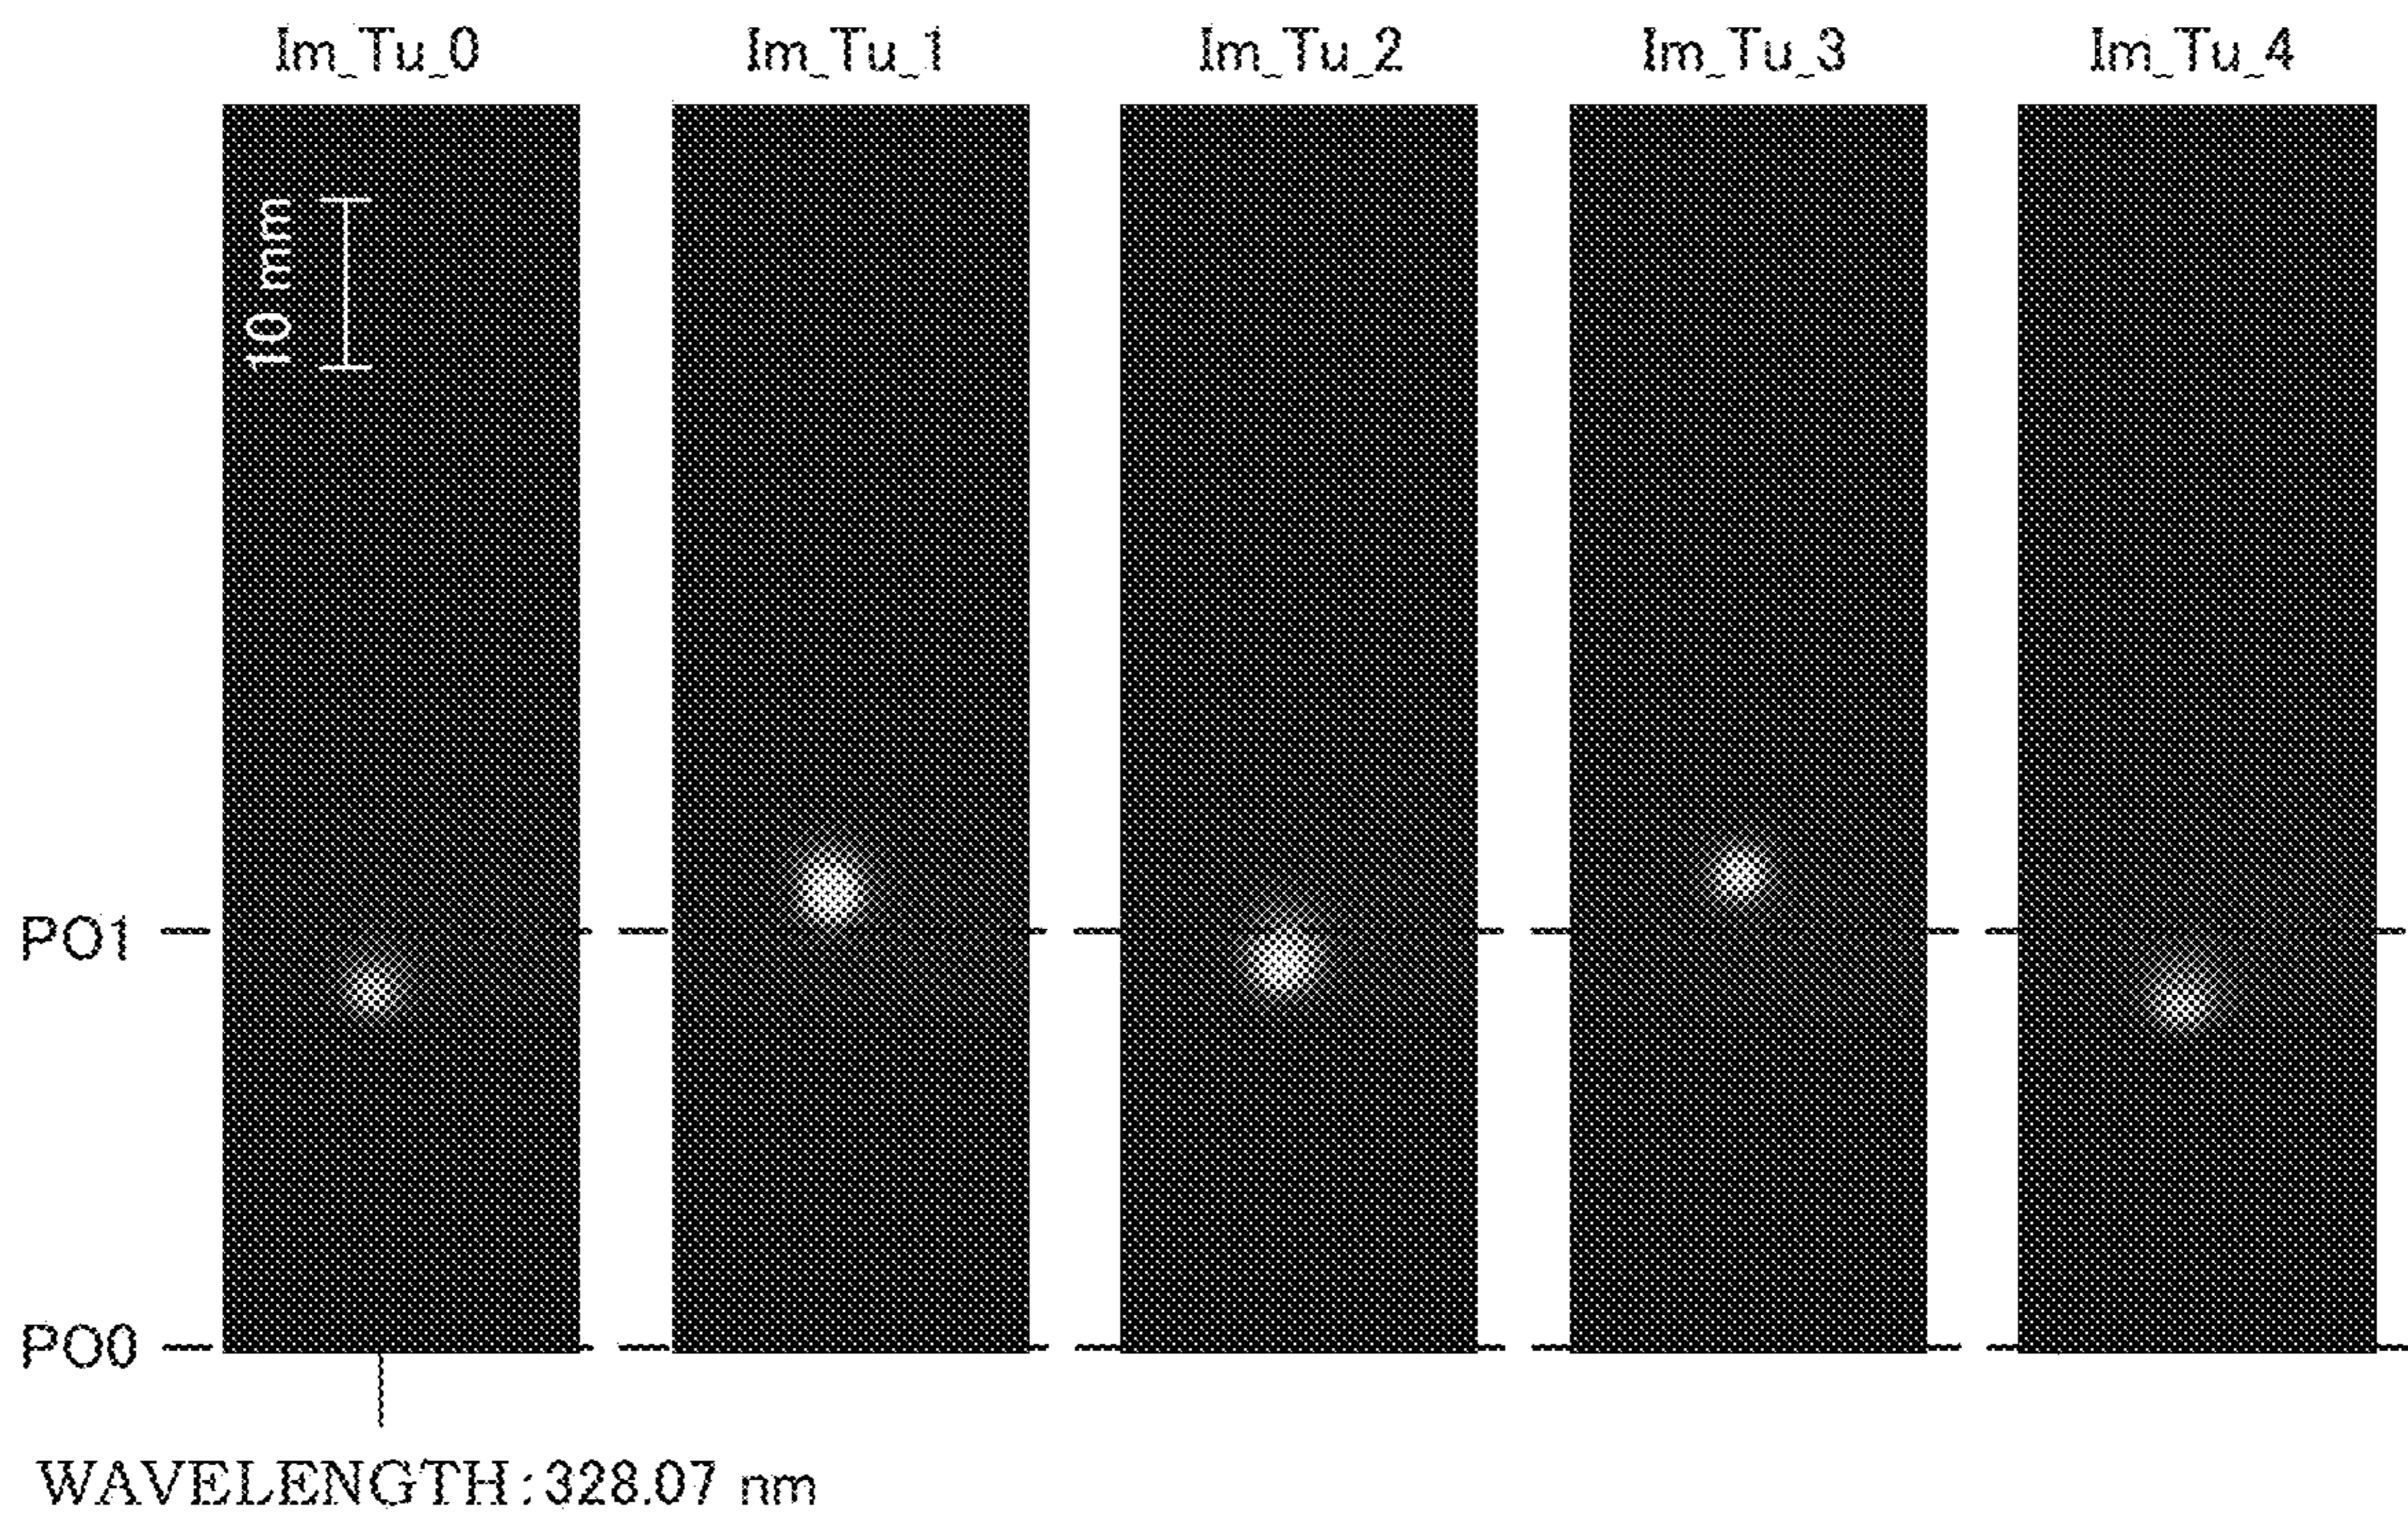 Im_Tu_0 Im_Tu_1 Im_Tu_2 Im_Tu_3 Im_Tu_4
10 mm
PO1
PO0
WAVELENGTH:328.07 nm